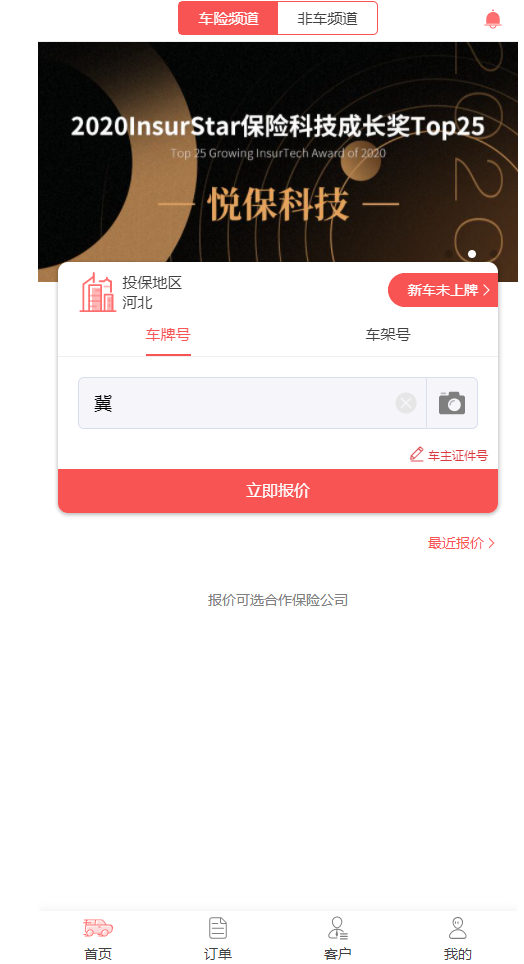 车险频道
非车频道
2020InsurStar保险科技成长奖Top25
Top 25 Growing InsurTech Award of 2020
悦保科技
2020
投保地区
河北
新车未上牌
车牌号
车架号
冀
车主证件号
立即报价
最近报价
报价可选合作保险公司
首页
订单
客户
我的